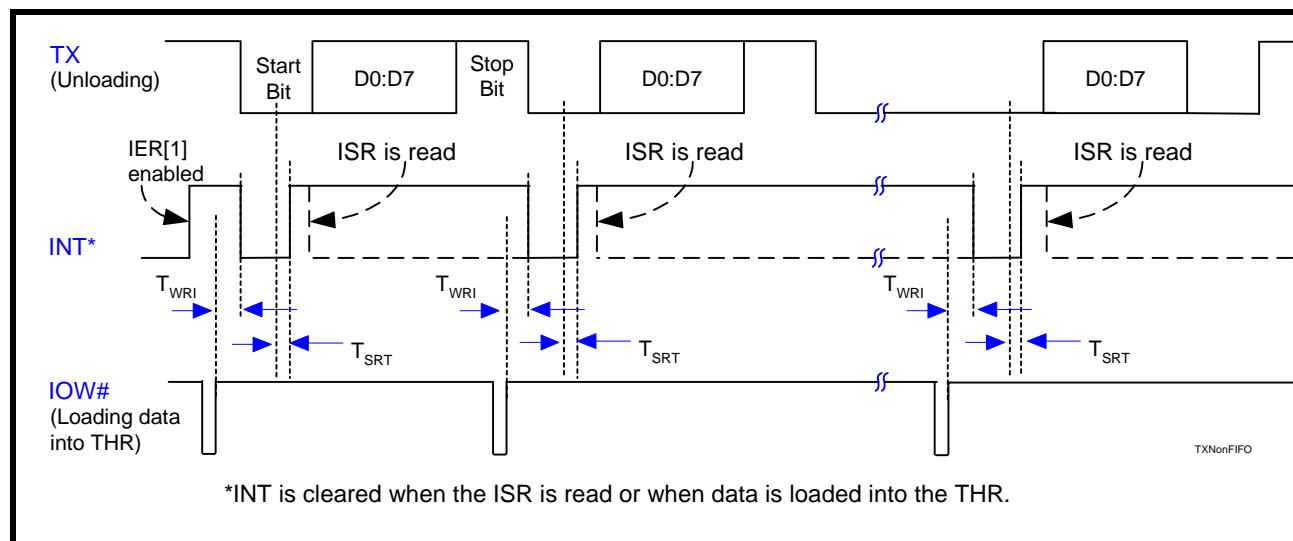 TX
(Unloading)
Start
Bit
D0:D7
Stop
Bit
D0:D7
D0:D7
IER[1]
enabled
ISR is read
ISR is read
ISR is read
INT*
TWRI
TWRI
TWRI
TSRT
TSRT
TSRT
IOW#
(Loading data
into THR)
TXNonFIFO
*INT is cleared when the ISR is read or when data is loaded into the THR.